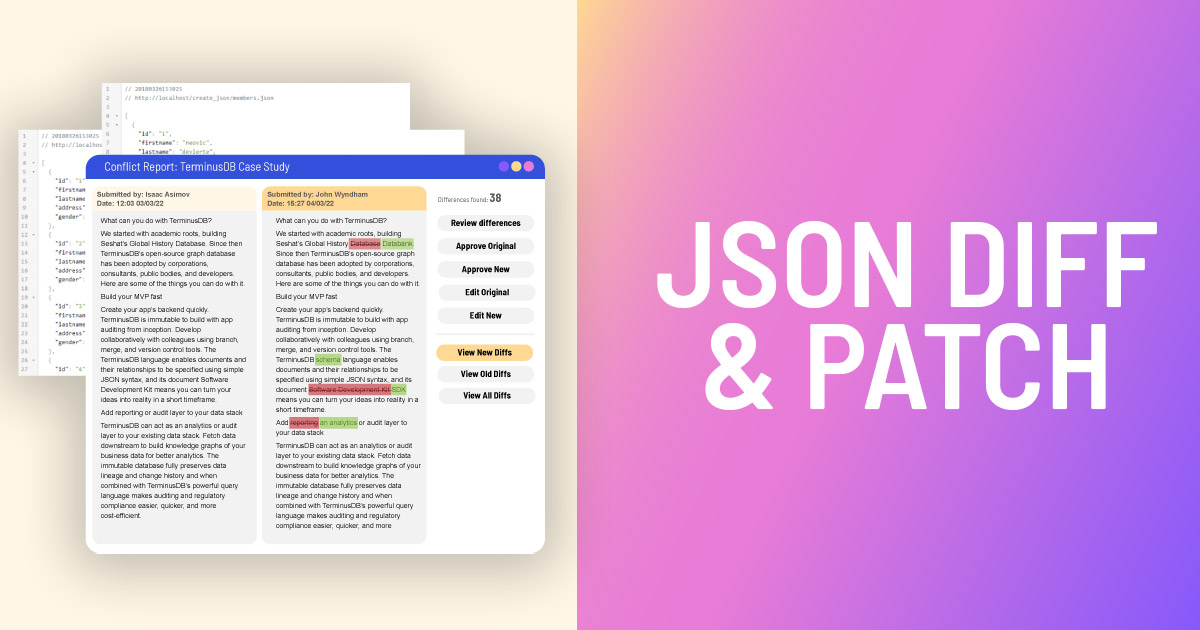 // 20180326153025
// http://localhost/create_json/members.json
[
{
"id": "1",
"firstname": "neovic",
"lastname": "devierte",
// 20180326153025
// http://localhos
[
{
"id": "1"
"firstnam
"lastname
"address"
"gender":
},
{
"id": "2"
"firstnam
"lastname
"address"
"gender":
},
{
"id": "3"
"firstnam
"lastname
"address"
"gender":
},
{
"id": "4"
Conflict Report: TerminusDB Case Study
Submitted by: Isaac Asimov
Date: 12:03 03/03/22
What can you do with TerminusDB?
We started with academic roots, building
Seshat's Global History Database. Since then
TerminusDB's open-source graph database
has been adopted by corporations,
consultants, public bodies, and developers.
Here are some of the things you can do with it.
Build your MVP fast
Create your app's backend quickly.
TerminusDB is immutable to build with app
auditing from inception. Develop
collaboratively with colleagues using branch,
merge, and version control tools. The
TerminusDB language enables documents and
their relationships to be specified using simple
JSON syntax, and its document Software
Development Kit means you can turn your
ideas into reality in a short timeframe.
Add reporting or audit layer to your data stack
TerminusDB can act as an analytics or audit
layer to your existing data stack. Fetch data
downstream to build knowledge graphs of your
business data for better analytics. The
immutable database fully preserves data
lineage and change history and when
combined with TerminusDB's powerful query
language makes auditing and regulatory
compliance easier, quicker, and more
cost-efficient.
Submitted by: John Wyndham
Date: 16:27 04/03/22
What can you do with TerminusDB?
We started with academic roots, building
Seshat's Global History Database Databank.
Since then TerminusDB's open-source graph
database has been adopted by corporations,
consultants, public bodies, and developers.
Here are some of the things you can do with it.
Build your MVP fast
Create your app's backend quickly.
TerminusDB is immutable to build with app
auditing from inception. Develop
collaboratively with colleagues using branch,
merge, and version control tools. The
TerminusDB schema language enables
documents and their relationships to be
specified using simple JSON syntax, and its
document Software Development Kit SDK
means you can turn your ideas into reality in a
short timeframe.
Add reporting an analytics or audit layer to
your data stack
TerminusDB can act as an analytics or audit
layer to your existing data stack. Fetch data
downstream to build knowledge graphs of your
business data for better analytics. The
immutable database fully preserves data
lineage and change history and when
combined with TerminusDB's powerful query
language makes auditing and regulatory
compliance easier, quicker, and more
Differences found: 38
Review differences
Approve Original
Approve New
Edit Original
Edit New
View New Diffs
View Old Diffs
View All Diffs
JSON DIFF
& PATCH